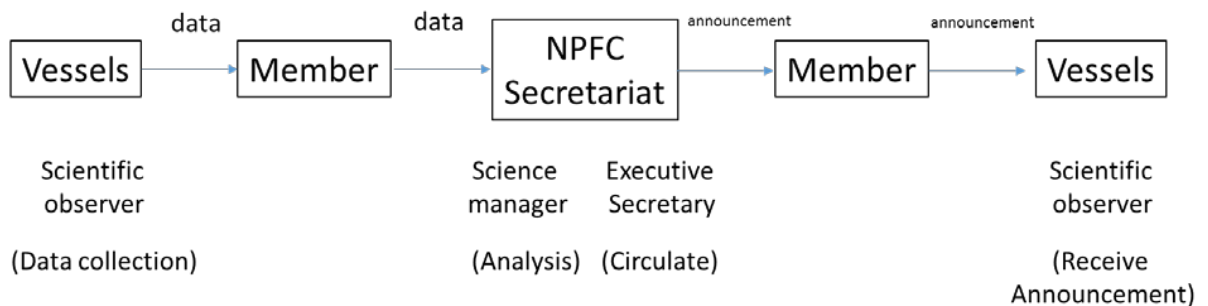 data
data
announcement
announcement
Vessels
Member
NPFC
Secretariat
Member
Vessels
Scientific
observer
Science
manager
Executive
Secretary
Scientific
observer
(Data collection)
(Analysis)
(Circulate)
(Receive
Announcement)